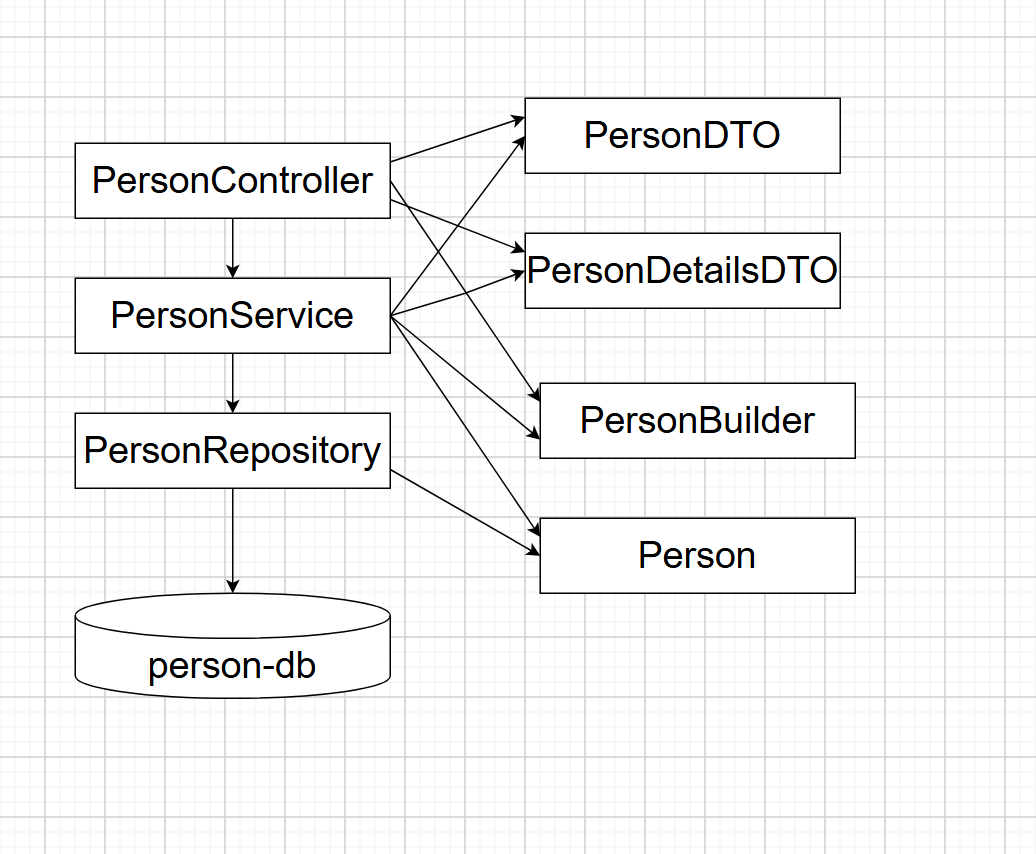 PersonController
PersonService
PersonRepository
person-db
PersonDTO
PersonDetailsDTO
PersonBuilder
Person